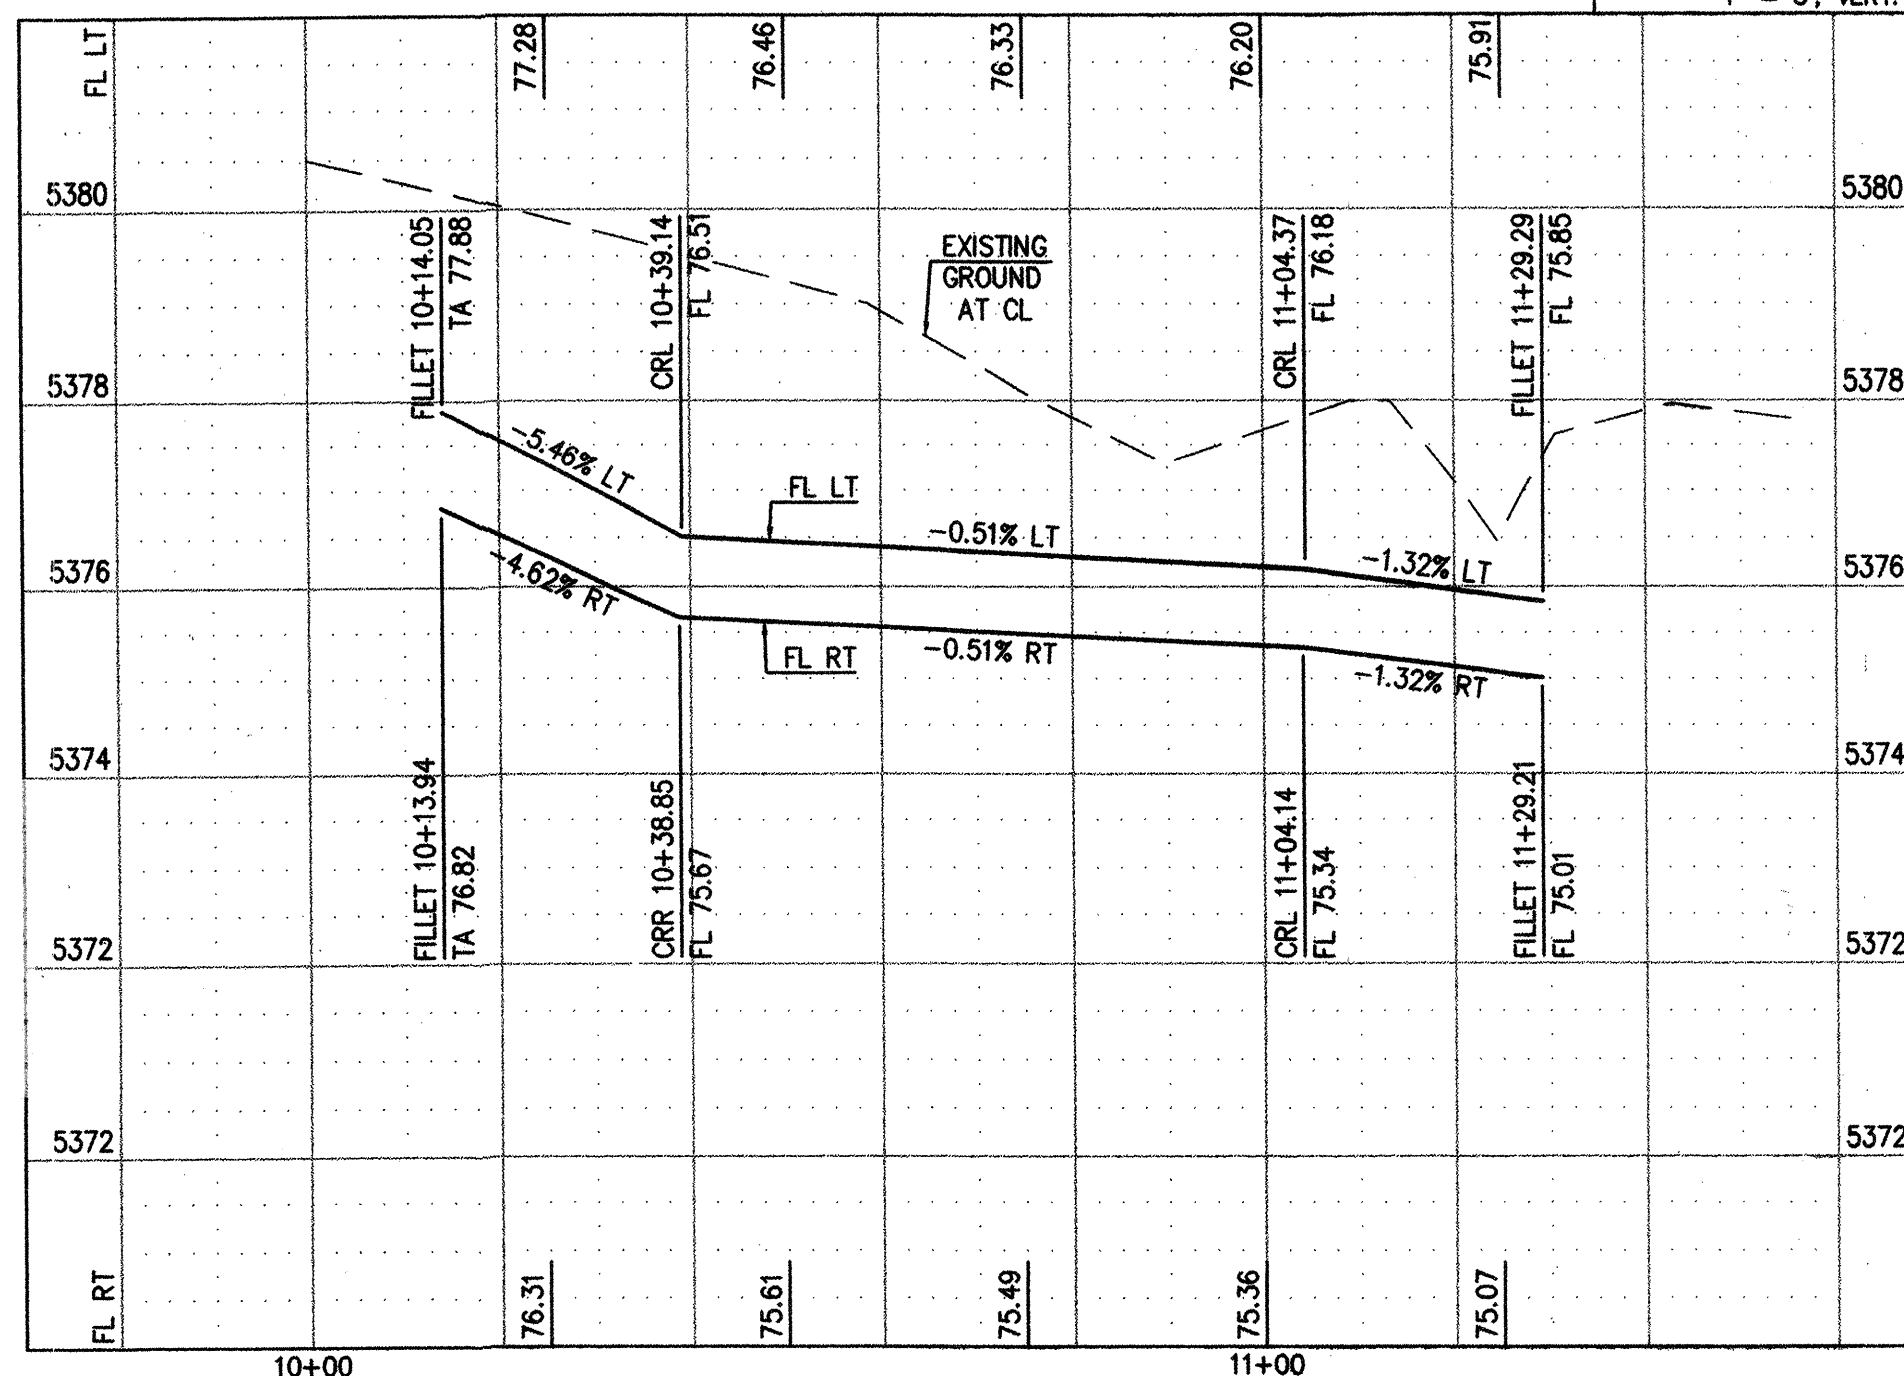 FL LT
77.28
76.46
76.33
76.20
75.91
5380
5380
FILLET 10+14.05
TA 77.88
CRL 10+39.14
FL 76.51
EXISTING
GROUND
AT CL
CRL 11+04.37
FL 76.18
FILLET 11+29.29
FL 75.85
5378
5378
-5.46% LT
FL LT
-0.51% LT
-1.32% LT
5376
5376
-4.62% RT
FL RT
-0.51% RT
-1.32% RT
5374
5374
FILLET 10+13.94
TA 76.82
CRR 10+38.85
FL 75.67
CRL 11+04.14
FL 75.34
FILLET 11+29.21
FL 75.01
5372
5372
5372
5372
FL RT
76.31
75.61
75.49
75.36
75.07
10+00
11+00